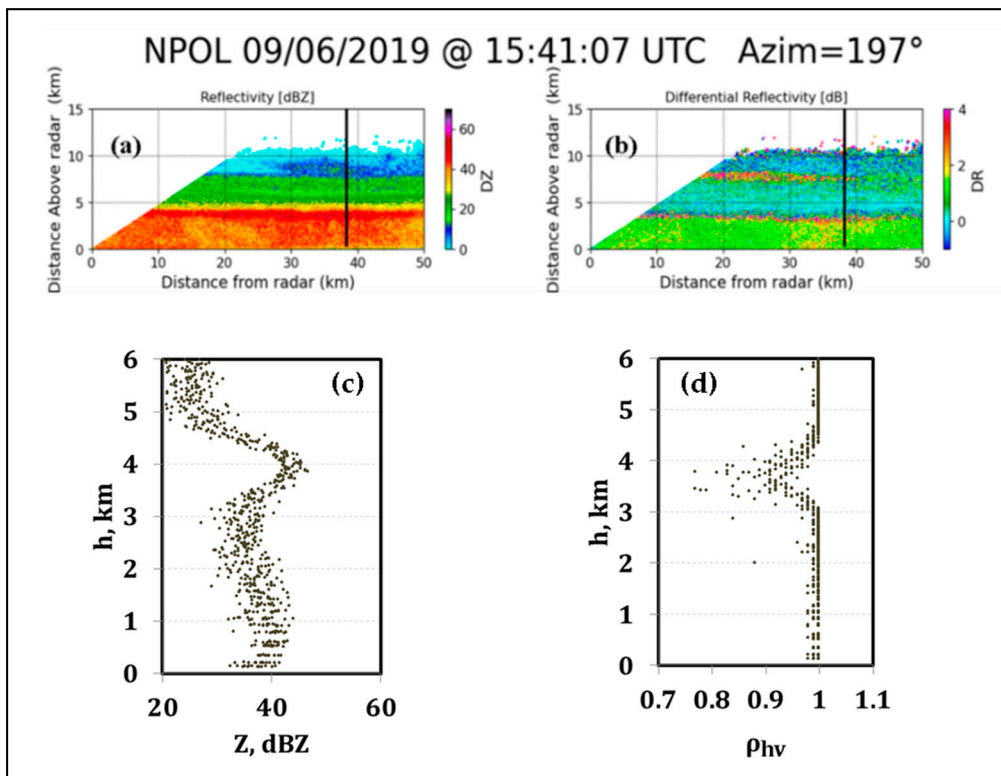 NPOL 09/06/2019 @ 15:41:07 UTC Azim=197°
Reflectivity [dBZ]
Differential Reflectivity [dB]
Distance Above radar (km)
15
10
5
0
(a)
0 10 20 30 40 50
Distance from radar (km)
60
40
20
0
DZ
Distance Above radar (km)
15
10
5
0
(b)
0 10 20 30 40 50
Distance from radar (km)
4
2
0
DR
h, km
6
5
4
3
2
1
0
(c)
20 40 60
Z, dBZ
h, km
6
5
4
3
2
1
0
(d)
0.7 0.8 0.9 1 1.1
ρhv